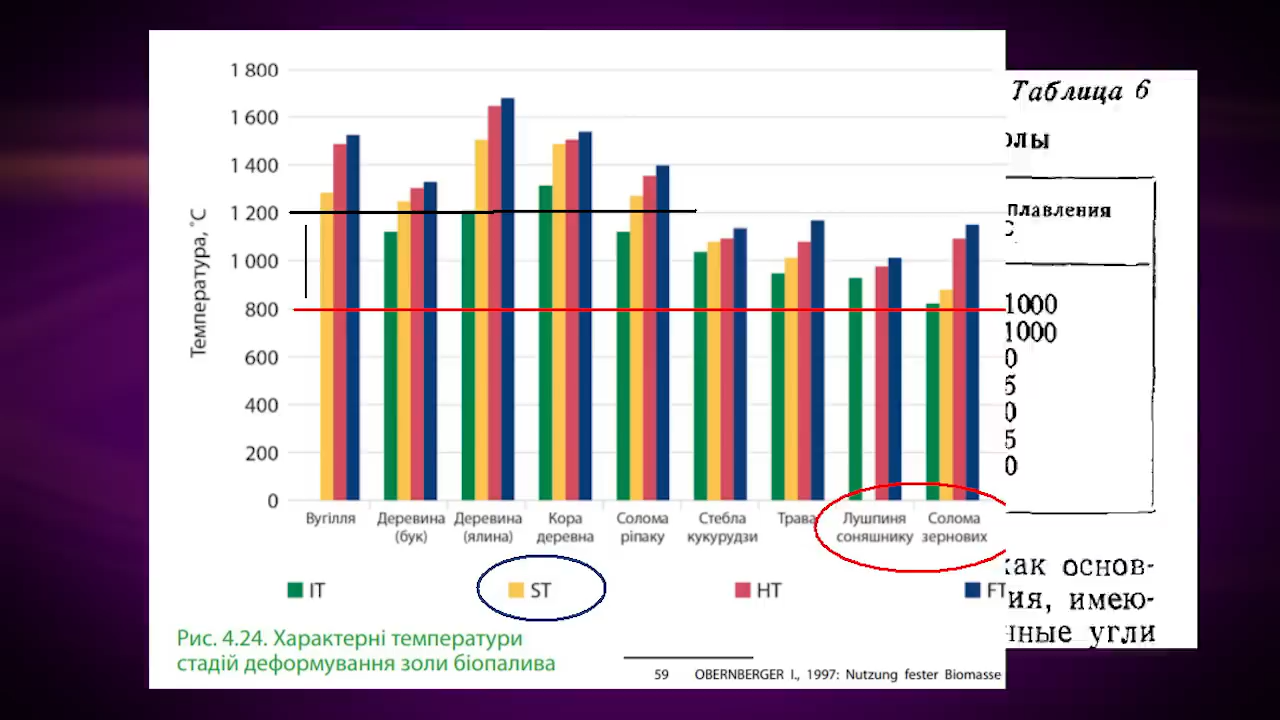 1 800
1 600
1 400
1 200
1 000
800
600
400
200
0
Температура, °С
Вугілля
Деревина
(бук)
Деревина
(ялина)
Кора
деревна
Солома
ріпаку
Стебла
кукурудзи
Трава
Лушпиня
соняшнику
Солома
зернових
IT
ST
HT
FT
Рис. 4.24. Характерні температури
стадій деформування золи біопалива
59 OBERNBERGER I., 1997: Nutzung fester Biomasse
Таблица 6
олы
плавления
С
1000
1000
0
5
0
5
0
как основ-
ия, имею-
нные угли